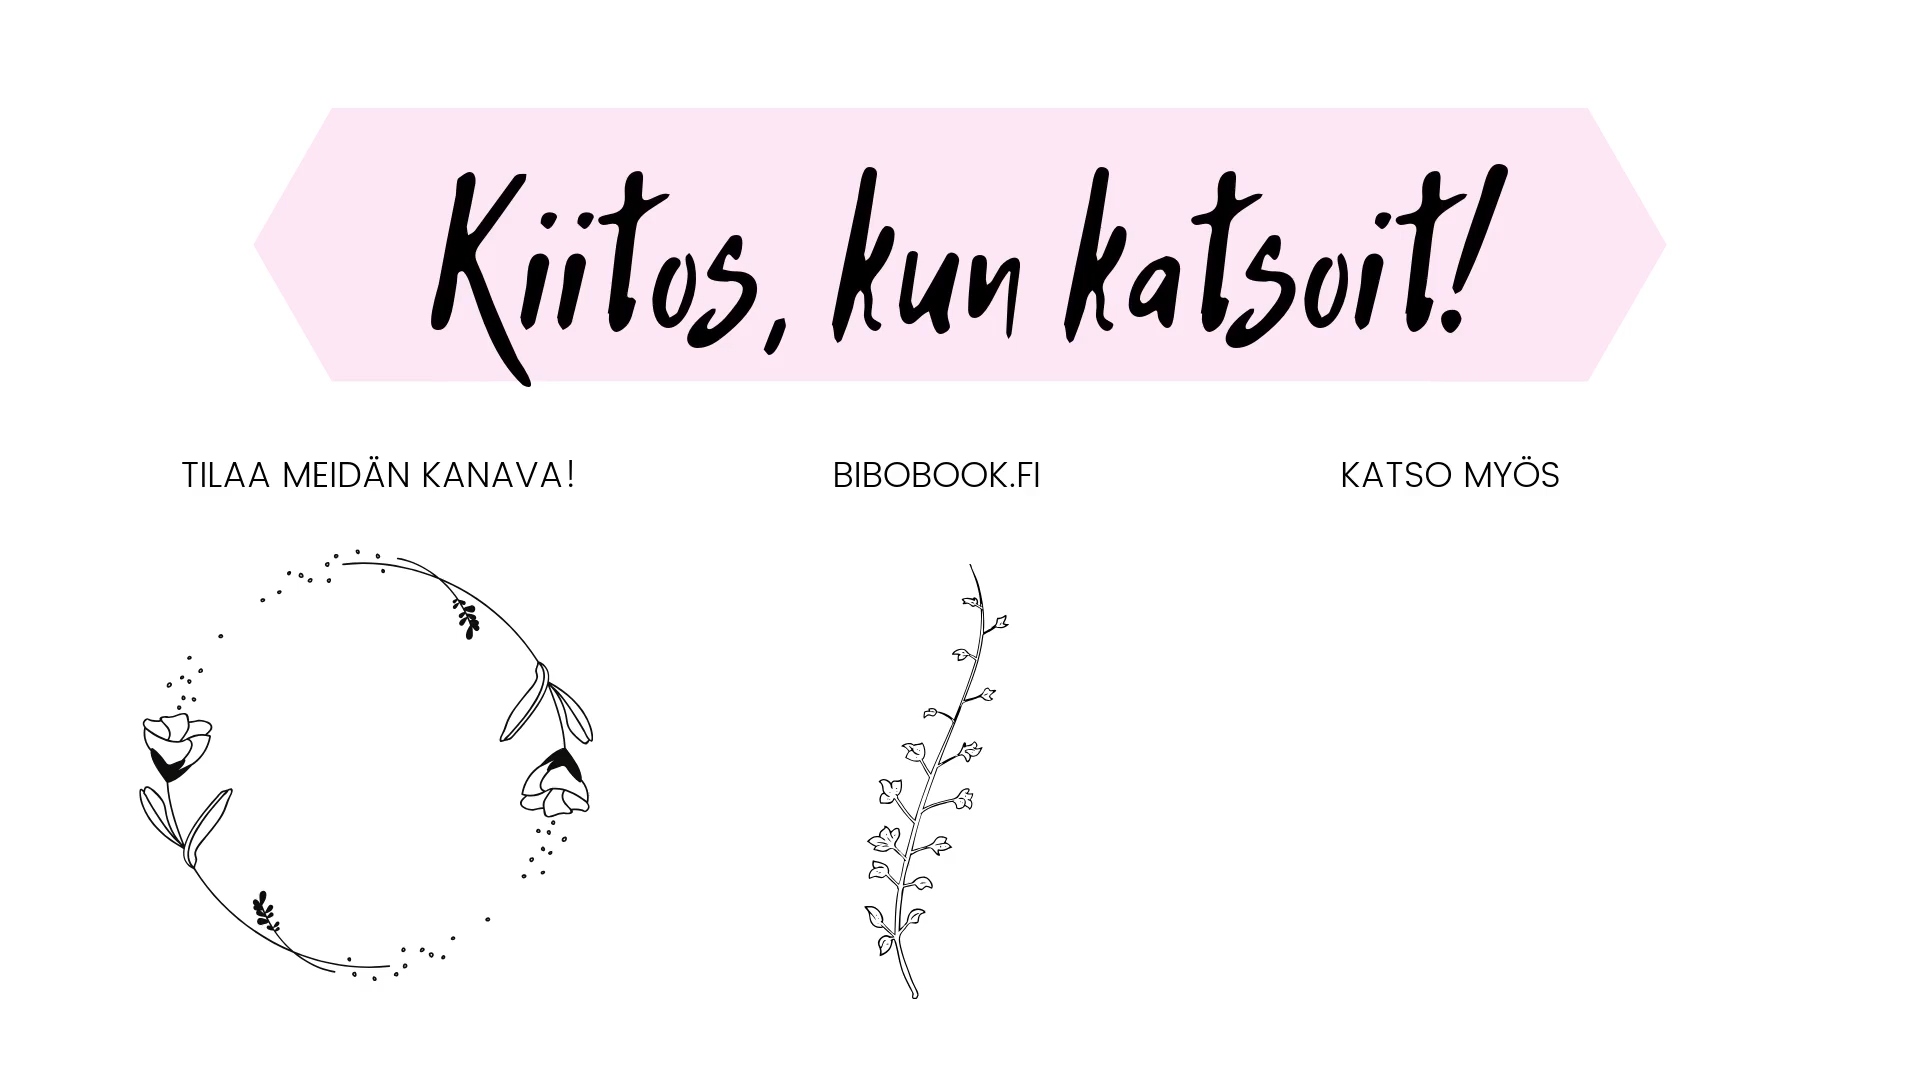 Kiitos, kun katsoit!
TILAA MEIDÄN KANAVA!
BIBOBOOK.FI
KATSO MYÖS